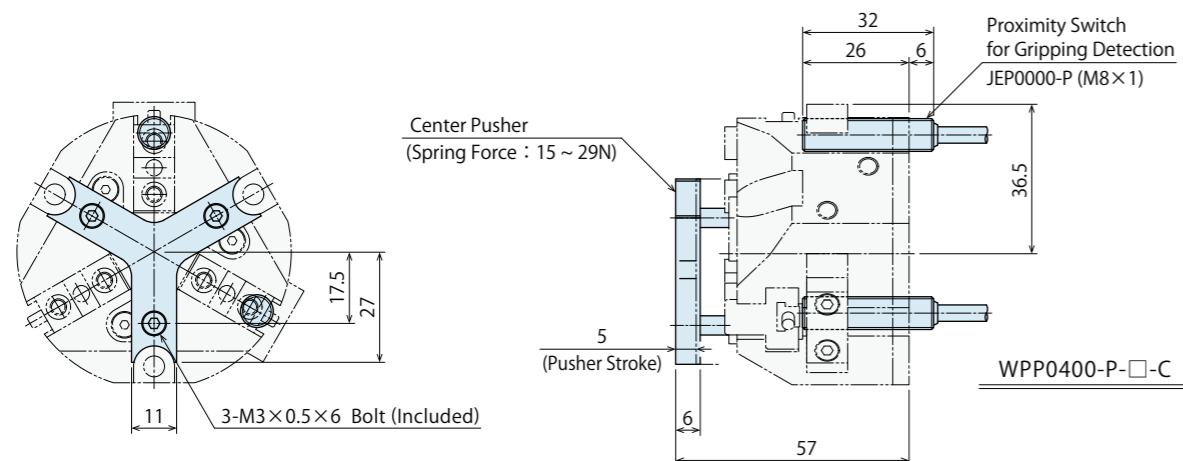 32
26
6
Proximity Switch
for Gripping Detection
JEP0000-P (M8×1)
Center Pusher
(Spring Force：15 ~ 29N)
36.5
17.5
27
5
(Pusher Stroke)
WPP0400-P-□-C
11
3-M3×0.5×6 Bolt (Included)
6
57